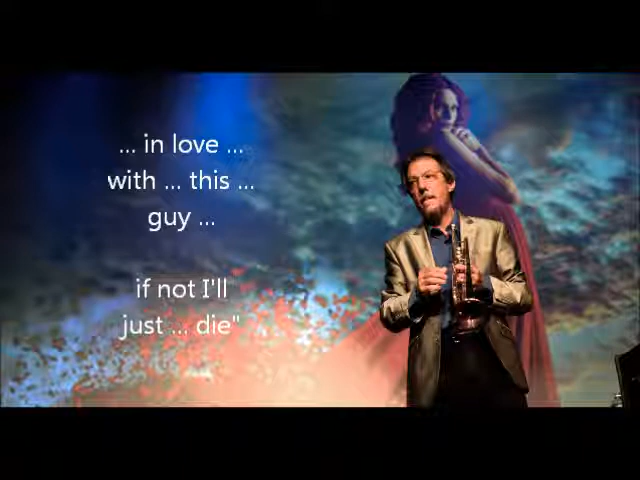 ... in love ...
with ... this ...
guy ...
if not I'll
just ... die"